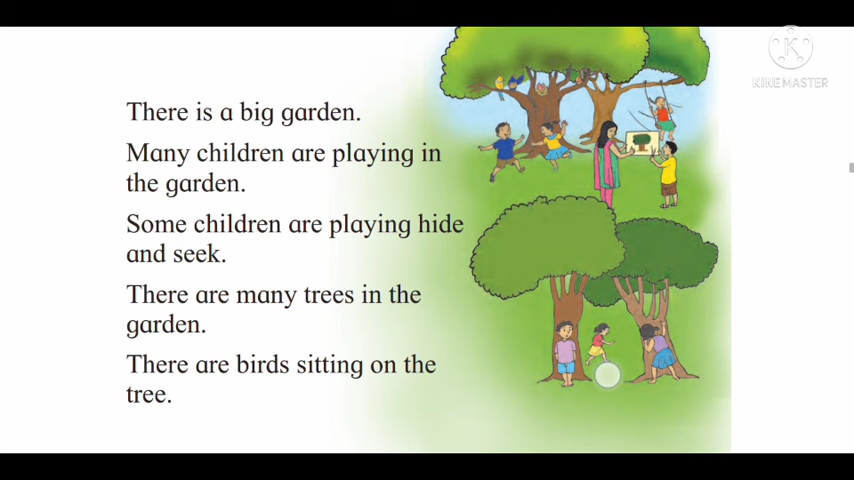 There is a big garden.
Many children are playing in
the garden.
Some children are playing hide
and seek.
There are many trees in the
garden.
There are birds sitting on the
tree.
K
KINEMASTER